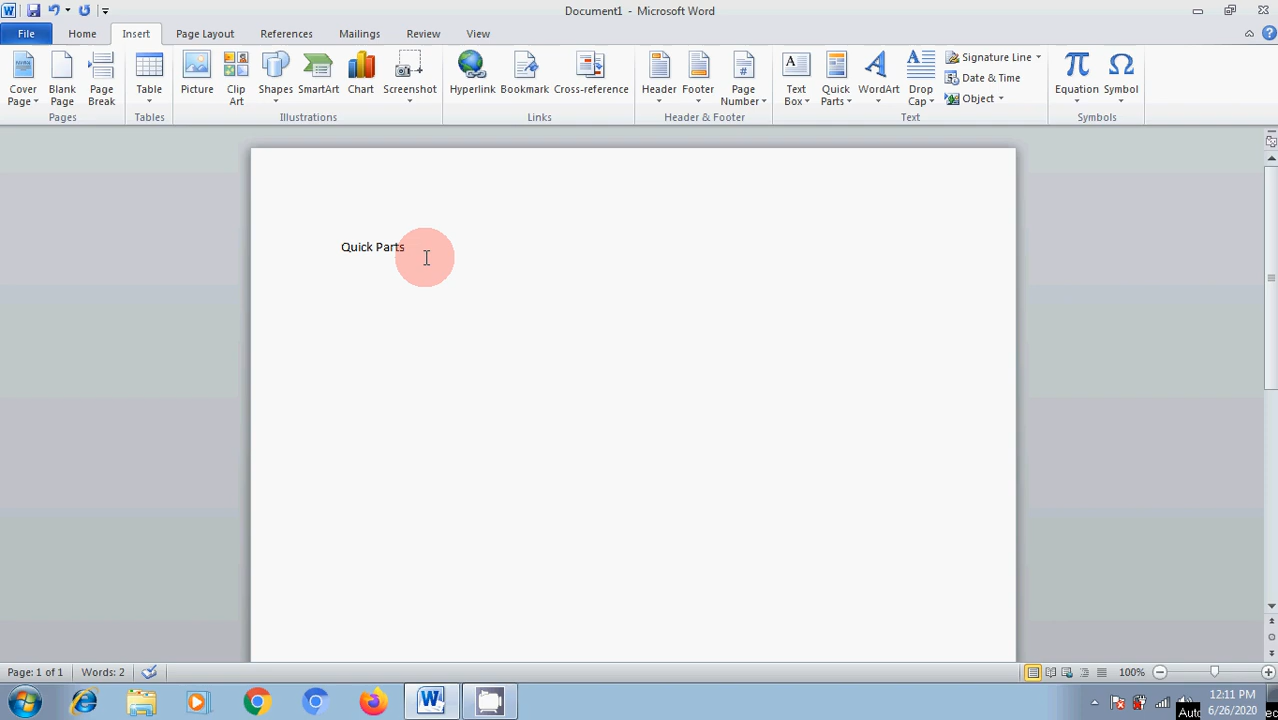 Document1 - Microsoft Word
File Home Insert Page Layout References Mailings Review View
Cover Page
Blank Page
Page Break
Table
Picture
Clip Art
Shapes
SmartArt
Chart
Screenshot
Hyperlink
Bookmark
Cross-reference
Header
Footer
Page Number
Text Box
Quick Parts
WordArt
Drop Cap
Signature Line
Date & Time
Object
Equation
Symbol
Pages Tables Illustrations Links Header & Footer Text Symbols
Quick Parts
Page: 1 of 1 Words: 2 100%
12:11 PM
6/26/2020